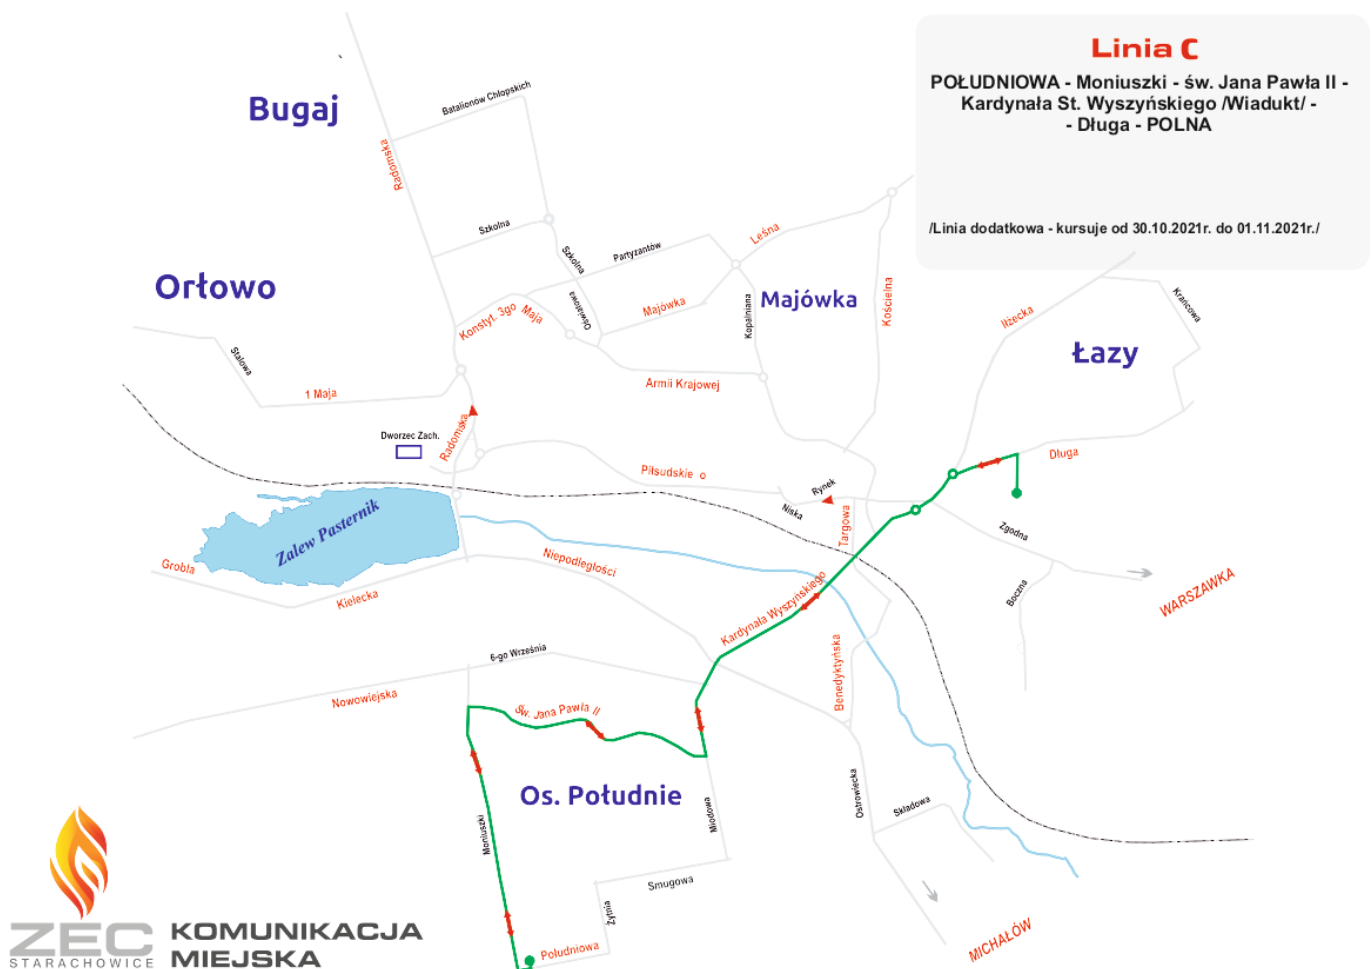 Linia C
POŁUDNIOWA - Moniuszki - św. Jana Pawła II -
Kardynała St. Wyszyńskiego /Wiadukt/ -
- Długa - POLNA
/Linia dodatkowa - kursuje od 30.10.2021r. do 01.11.2021r./
Bugaj
Batalionów Chłopskich
Radomska
Szkolna
Szkolna
Partyzantów
Leśna
Orłowo
Oświatowa
Majówka
Kopalniana
Majówka
Kościelna
Iłżecka
Krańcowa
Konstyt. 3go Maja
Łazy
Stalowa
1 Maja
Armii Krajowej
Radomska
Dworzec Zach.
Piłsudskie o
Długa
Rynek
Niska
Targowa
Zgodna
Zalew Pasternik
Grobla
Kielecka
Niepodległości
Boczna
WARSZAWKA
Kardynała Wyszyńskiego
Benedyktyńska
6-go Września
Nowowiejska
Św. Jana Pawła II
Os. Południe
Moniuszki
Miodowa
Ostrowiecka
Składowa
Smugowa
Żytnia
Południowa
MICHAŁÓW
ZEC
STARACHOWICE
KOMUNIKACJA
MIEJSKA